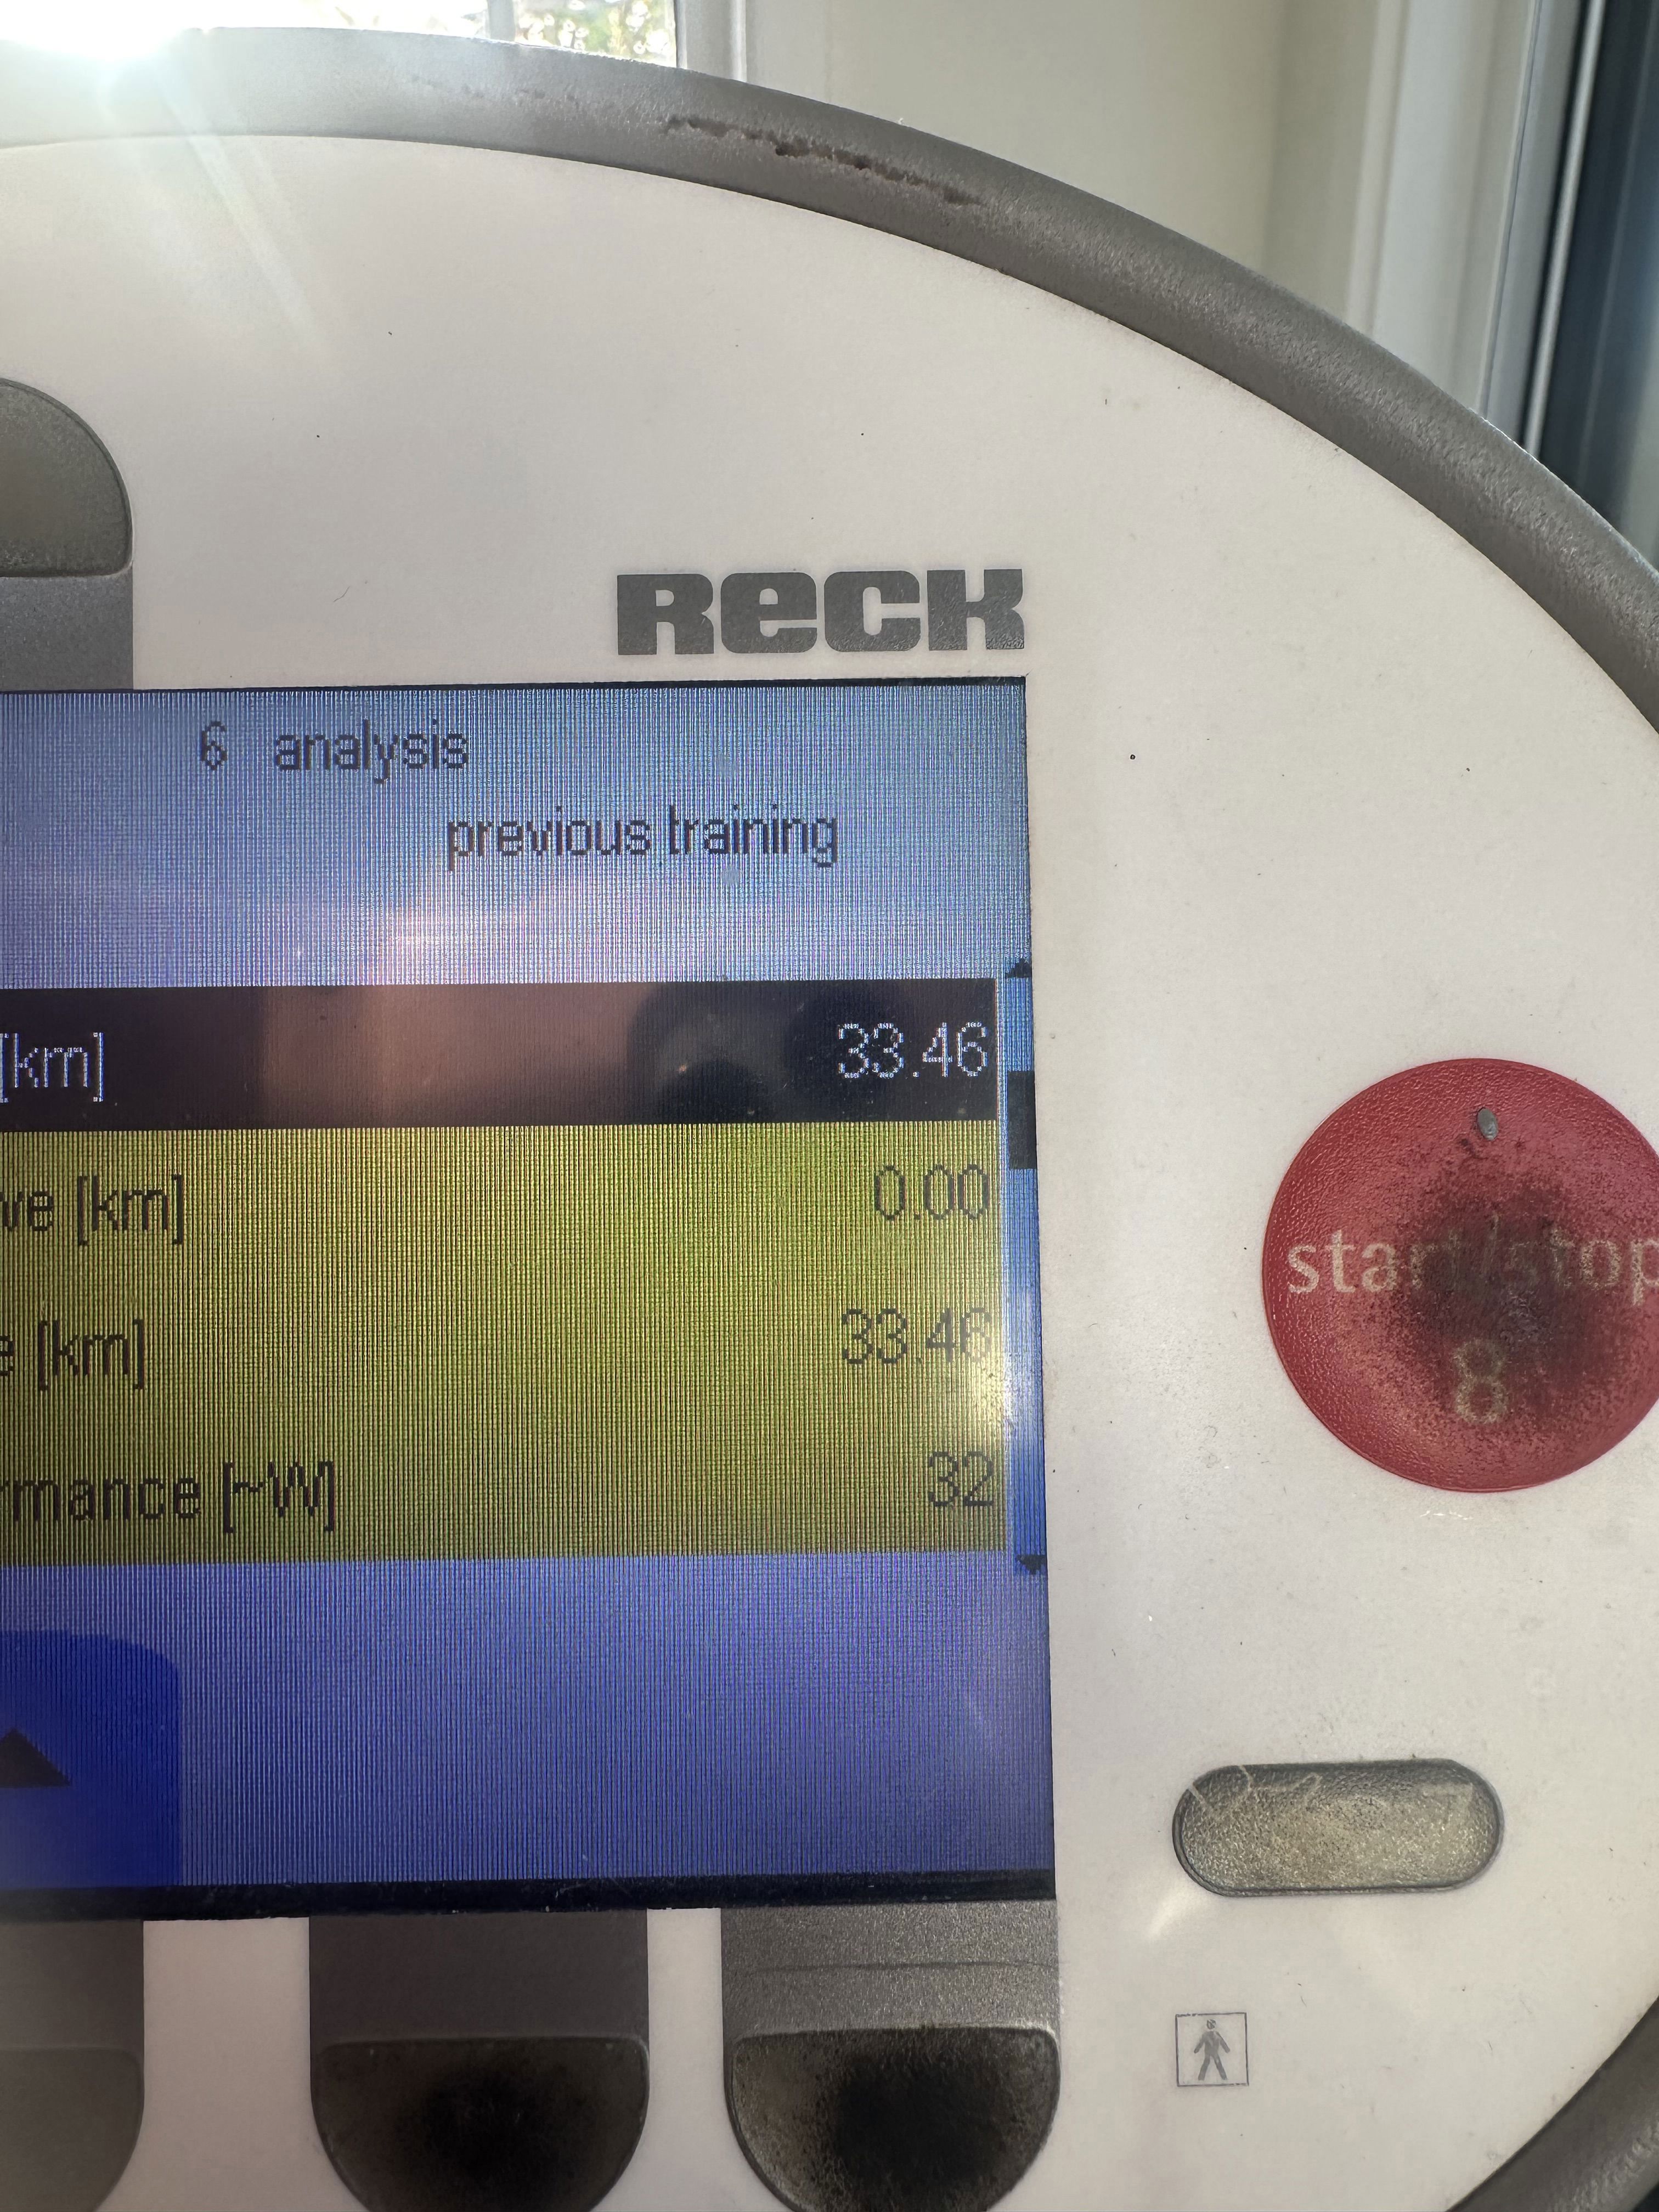 RECK
6 analysis
previous training
[km] 33.46
ve [km] 0.00
e [km] 33.46
rmance [~W] 32
start/stop
8
7